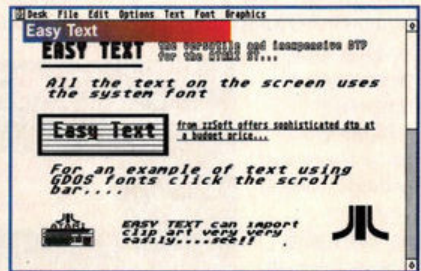 Desk File Edit Options Text Font Graphics
Easy Text
EASY TEXT
the versatile and inexpensive DTP
for the ATARI ST...
All the text on the screen uses
the system font
Easy Text
from zzSoft offers sophisticated dtp at
a budget price...
For an example of text using
GDOS fonts click the scroll
bar....
ATARI
EASY TEXT can import
clip art very very
easily....see!!